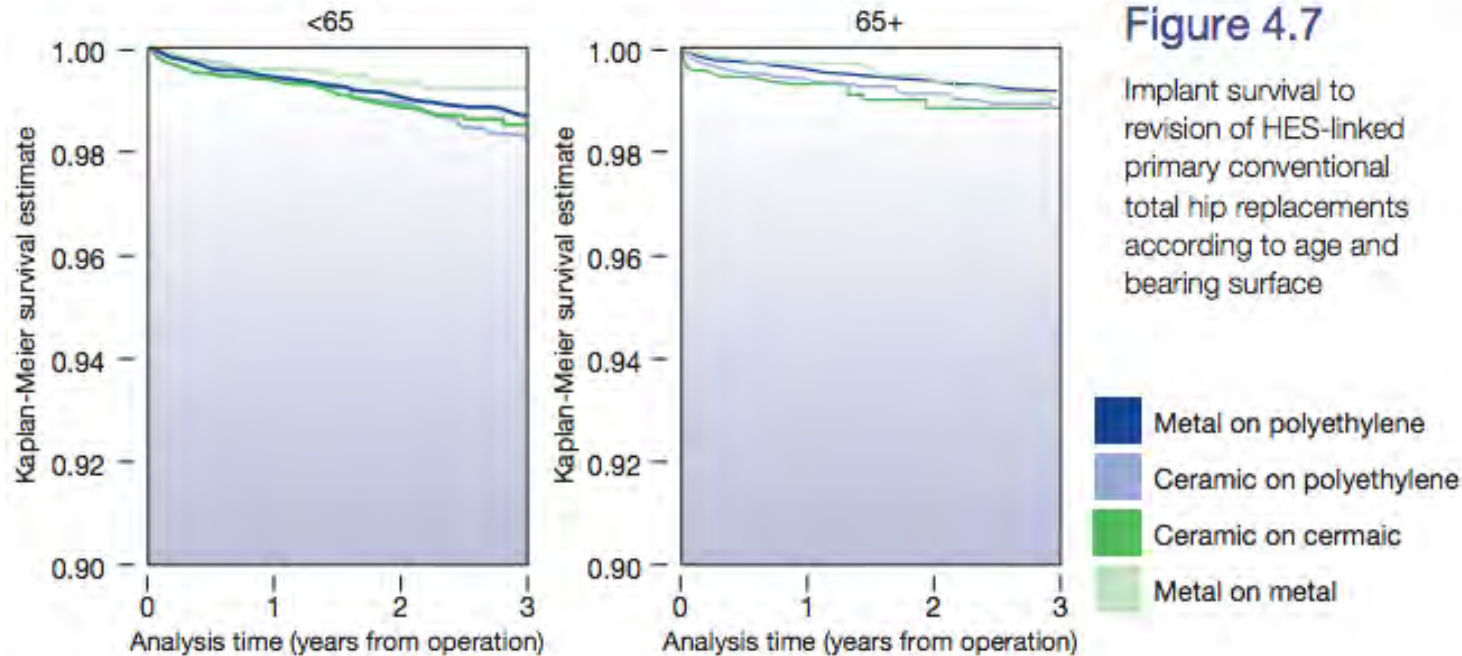 <65
1.00
0.98
0.96
0.94
0.92
0.90
Kaplan-Meier survival estimate
0
1
2
3
Analysis time (years from operation)
65+
1.00
0.98
0.96
0.94
0.92
0.90
Kaplan-Meier survival estimate
0
1
2
3
Analysis time (years from operation)
Figure 4.7
Implant survival to
revision of HES-linked
primary conventional
total hip replacements
according to age and
bearing surface
Metal on polyethylene
Ceramic on polyethylene
Ceramic on cermaic
Metal on metal